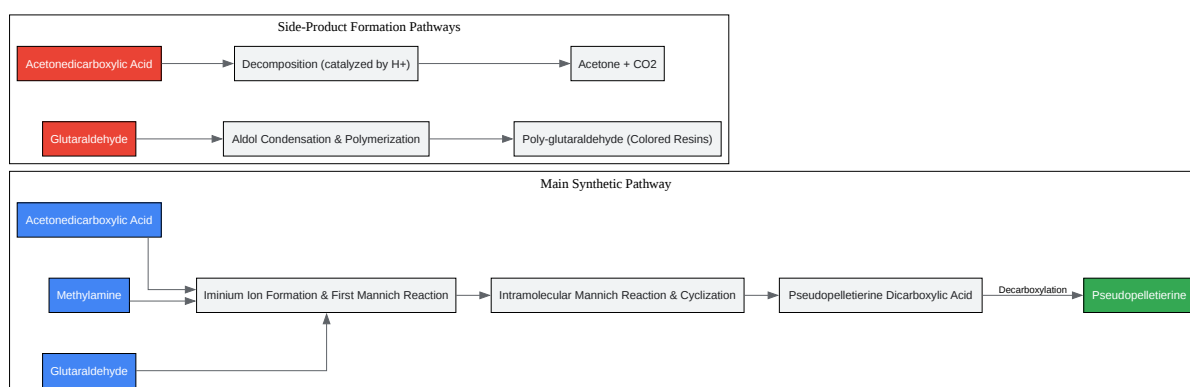 Side-Product Formation Pathways
Acetonedicarboxylic Acid
Decomposition (catalyzed by H+)
Acetone + CO2
Glutaraldehyde
Aldol Condensation & Polymerization
Poly-glutaraldehyde (Colored Resins)
Main Synthetic Pathway
Acetonedicarboxylic Acid
Methylamine
Iminium Ion Formation & First Mannich Reaction
Intramolecular Mannich Reaction & Cyclization
Pseudopelletierine Dicarboxylic Acid
Decarboxylation
Pseudopelletierine
Glutaraldehyde